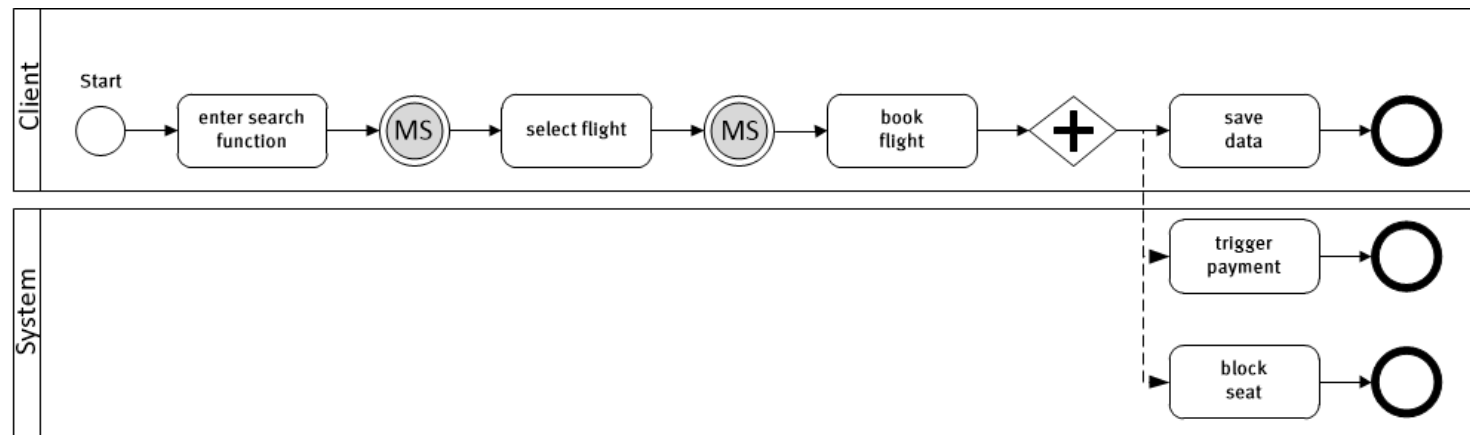 Client
Start
enter search
function
MS
select flight
MS
book
flight
save
data
System
trigger
payment
block
seat